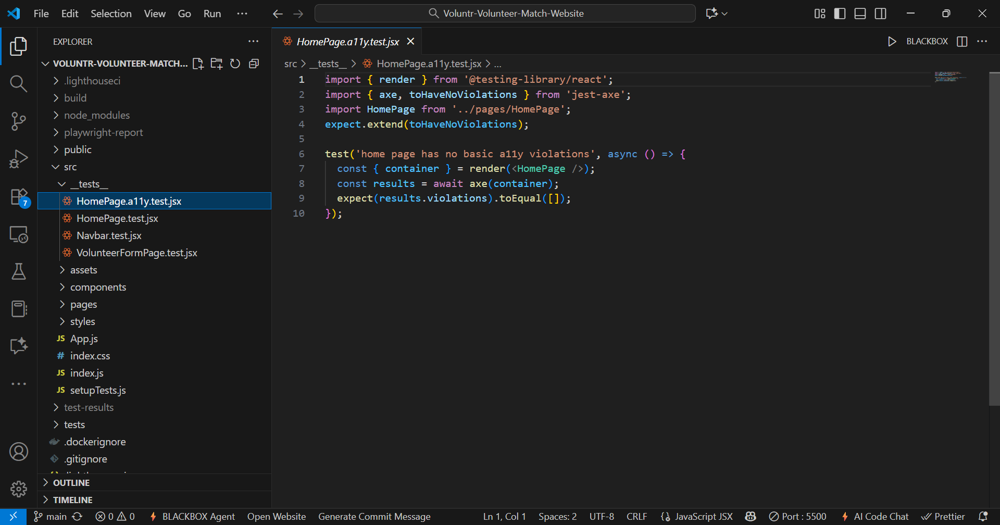 File Edit Selection View Go Run
Voluntr-Volunteer-Match-Website
EXPLORER
VOLUNTR-VOLUNTEER-MATCH...
.lighthouseci
build
node_modules
playwright-report
public
src
__tests__
HomePage.a11y.test.jsx
HomePage.test.jsx
Navbar.test.jsx
VolunteerFormPage.test.jsx
assets
components
pages
styles
JS App.js
# index.css
JS index.js
JS setupTests.js
test-results
tests
.dockerignore
.gitignore
OUTLINE
TIMELINE
7
HomePage.a11y.test.jsx
BLACKBOX
src > __tests__ > HomePage.a11y.test.jsx > ...
1 import { render } from '@testing-library/react';
2 import { axe, toHaveNoViolations } from 'jest-axe';
3 import HomePage from '../pages/HomePage';
4 expect.extend(toHaveNoViolations);
5
6 test('home page has no basic a11y violations', async () => {
7 const { container } = render(<HomePage />);
8 const results = await axe(container);
9 expect(results.violations).toEqual([]);
10 });
main 0 0 BLACKBOX Agent Open Website Generate Commit Message Ln 1, Col 1 Spaces: 2 UTF-8 CRLF JavaScript JSX Port : 5500 AI Code Chat Prettier